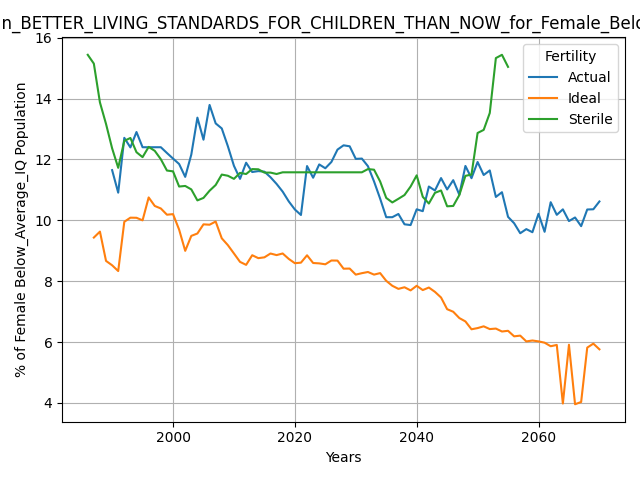 n_BETTER_LIVING_STANDARDS_FOR_CHILDREN_THAN_NOW_for_Female_Belo
16
14
12
10
8
6
4
% of Female Below_Average_IQ Population
Fertility
Actual
Ideal
Sterile
2000
2020
2040
2060
Years